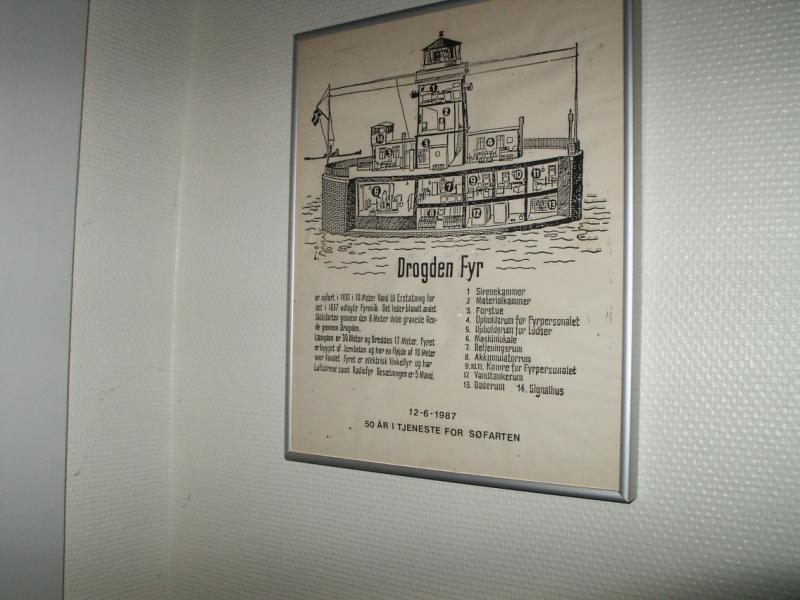 Drogden Fyr
er opført i 1937 i 10 Meter Vand til Erstatning for
det i 1837 udlagte Fyrskib. Det leder blandt andet
Skibsfarten gennem den 8 Meter dybe gravede Ren-
de gennem Drogden.
Længden er 30 Meter og Bredden 17 Meter. Fyret
er bygget af Jernbeton og har en Højde af 10 Meter
over Vandet. Fyret er elektrisk Vinkelfyr og har
Luftsirene samt Radiofyr. Besætningen er 5 Mand.
1 Sirenekammer
2 Materialkammer
3 Forstue
4. Opholdsrum for Fyrpersonalet
5. Opholdsrum for Lodser
6. Maskinlokale
7. Betjeningsrum
8. Akkumulatorrum
9.10.11. Kamre for Fyrpersonalet
12. Vandtankerum
13. Baderum 14. Signalhus
12-6-1987
50 ÅR I TJENESTE FOR SØFARTEN